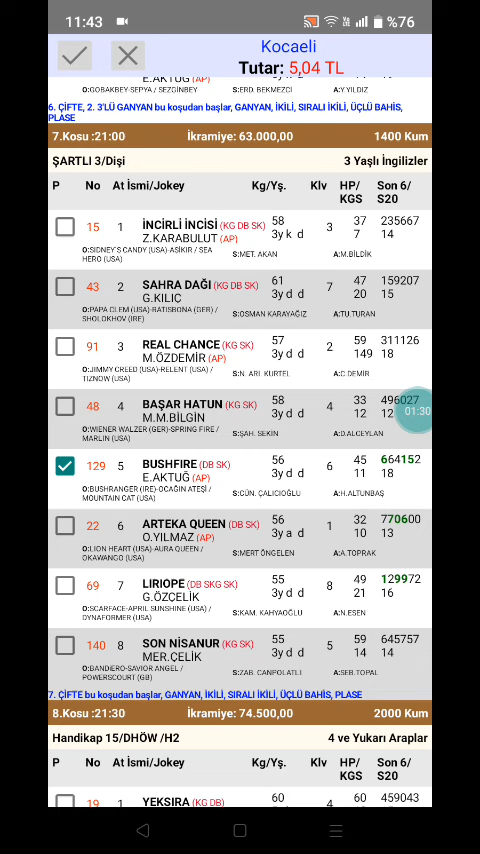 11:43 %76
Kocaeli
Tutar: 5,04 TL
E.AKTUĞ (AP)
O:GOBAKBEY-SEPYA / SEZGİNBEY S:ERD. BEKMEZCİ A:Y.YILDIZ
6. ÇİFTE, 2. 3'LÜ GANYAN bu koşudan başlar, GANYAN, İKİLİ, SIRALI İKİLİ, ÜÇLÜ BAHİS,
PLASE
7.Kosu :21:00 İkramiye: 63.000,00 1400 Kum
ŞARTLI 3/Dişi 3 Yaşlı İngilizler
P No At İsmi/Jokey Kg/Yş. Klv HP/ Son 6/
KGS S20
15 1 İNCİRLİ İNCİSİ (KG DB SK) 58 3 37 235667
Z.KARABULUT (AP) 3y k d 7 14
O:SIDNEY'S CANDY (USA)-ASİKIR / SEA S:MET. AKAN A:M.BİLDİK
HERO (USA)
43 2 SAHRA DAĞI (KG DB SK) 61 7 47 159207
G.KILIÇ 3y d d 20 15
O:PAPA CLEM (USA)-RATISBONA (GER) / S:OSMAN KARAYAĞIZ A:TU.TURAN
SHOLOKHOV (IRE)
91 3 REAL CHANCE (KG SK) 57 2 59 311126
M.ÖZDEMİR (AP) 3y d d 149 18
O:JIMMY CREED (USA)-RELENT (USA) / S:N. ARI. KURTEL A:C.DEMİR
TIZNOW (USA)
48 4 BAŞAR HATUN (KG SK) 58 4 33 496027
M.M.BİLGİN 3y d d 12 12
01:30
O:WIENER WALZER (GER)-SPRING FIRE / S:ŞAH. SEKİN A:D.ALCEYLAN
MARLIN (USA)
129 5 BUSHFIRE (DB SK) 56 6 45 664152
E.AKTUĞ (AP) 3y d d 11 18
O:BUSHRANGER (IRE)-OCAĞIN ATEŞİ / S:CÜN. ÇALICIOĞLU A:H.ALTUNBAŞ
MOUNTAIN CAT (USA)
22 6 ARTEKA QUEEN (DB SK) 56 1 32 770600
O.YILMAZ (AP) 3y a d 10 13
O:LION HEART (USA)-AURA QUEEN / S:MERT ÖNGELEN A:A.TOPRAK
OKAWANGO (USA)
69 7 LIRIOPE (DB SKG SK) 55 8 49 129972
G.ÖZÇELİK 3y d d 21 16
O:SCARFACE-APRIL SUNSHINE (USA) / S:KAM. KAHYAOĞLU A:N.ESEN
DYNAFORMER (USA)
140 8 SON NİSANUR (KG SK) 55 5 59 645757
MER.ÇELİK 3y d d 14 14
O:BANDERO-SAVIOR ANGEL / S:ZAB. CANPOLATLI A:SEB.TOPAL
POWERSCOURT (GB)
7. ÇİFTE bu koşudan başlar, GANYAN, İKİLİ, SIRALI İKİLİ, ÜÇLÜ BAHİS, PLASE
8.Kosu :21:30 İkramiye: 74.500,00 2000 Kum
Handikap 15/DHÖW /H2 4 ve Yukarı Araplar
P No At İsmi/Jokey Kg/Yş. Klv HP/ Son 6/
KGS S20
19 1 YEKSIRA (KG DB) 60 4 60 459043